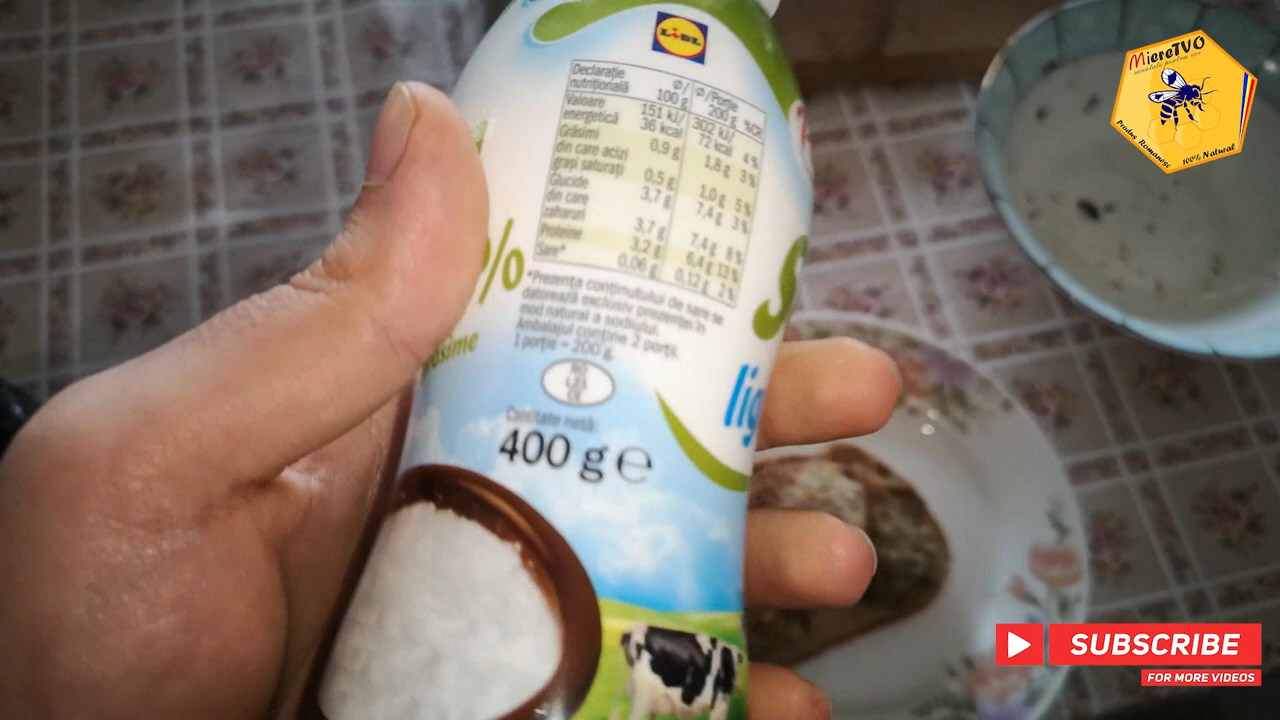 LIDL
MiereTVO
Produs Romanesc
100% Natural
Declarație
nutrițională
∅/
100 g
∅/Porție
200 g
%CR
Valoare
energetică
151 kJ/
36 kcal
302 kJ/
72 kcal
4%
Grăsimi
0,9 g
1,8 g
3%
din care acizi
grași saturați
0,5 g
1,0 g
5%
Glucide
3,7 g
7,4 g
3%
din care
zaharuri
3,7 g
7,4 g
8%
Proteine
3,2 g
6,4 g
13%
Sare*
0,06 g
0,12 g
2%
*Prezența conținutului de sare se
datorează exclusiv prezenței în
mod natural a sodiului.
Ambalajul conține 2 porții.
1 porție = 200 g.
%
RO
CE
Cantitate netă:
400 g e
SUBSCRIBE
FOR MORE VIDEOS